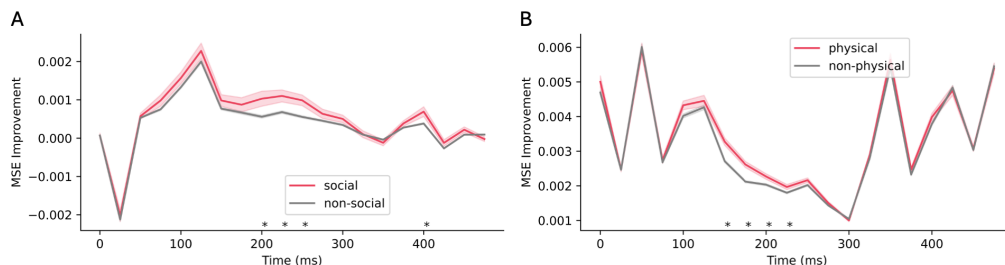 A
MSE Improvement
0.002
0.001
0.000
−0.001
−0.002
social
non-social
* * * *
0 100 200 300 400
Time (ms)
B
MSE Improvement
0.006
0.005
0.004
0.003
0.002
0.001
physical
non-physical
* * * *
0 100 200 300 400
Time (ms)